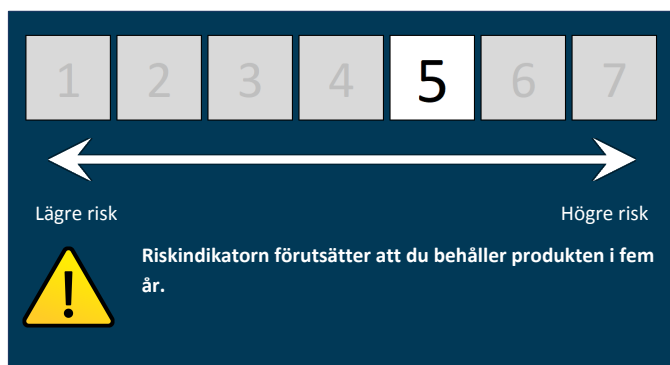 1 2 3 4 5 6 7
Lägre risk Högre risk
Riskindikatorn förutsätter att du behåller produkten i fem
år.